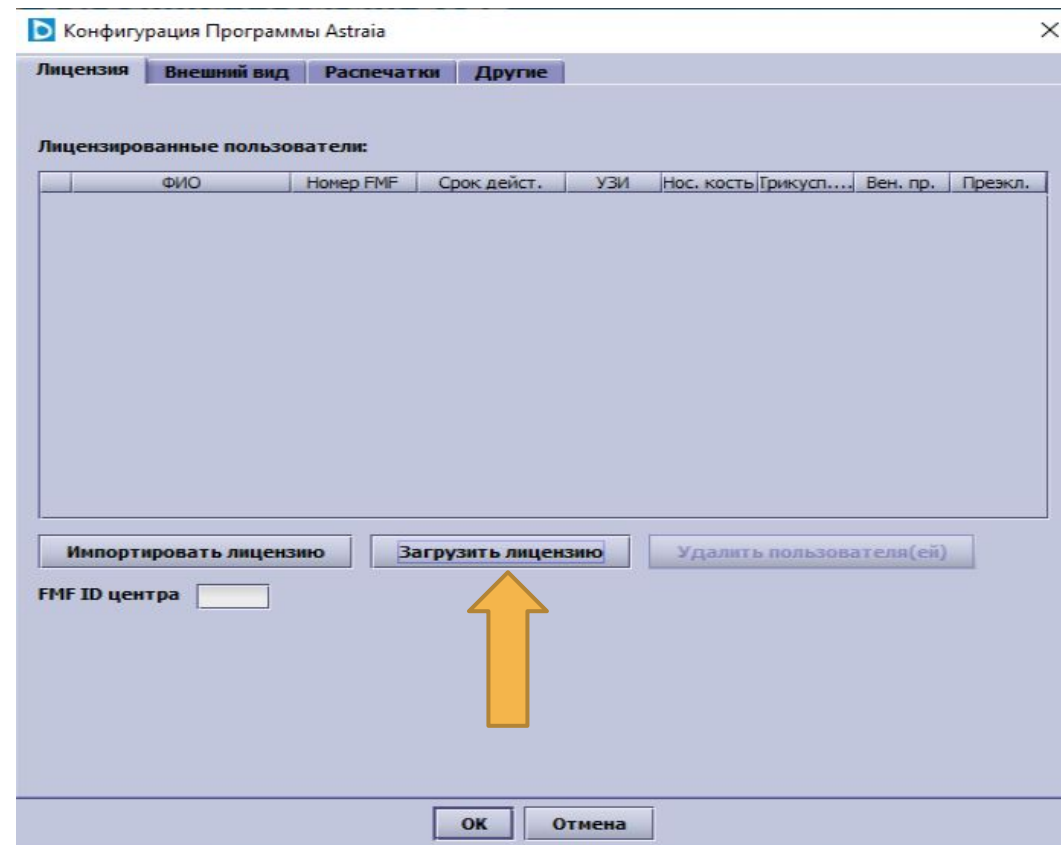 Конфигурация Программы Astraia
Лицензия Внешний вид Распечатки Другие
Лицензированные пользователи:
ФИО Номер FMF Срок дейст. УЗИ Нос. кость Трикусп.... Вен. пр. Преэкл.
Импортировать лицензию Загрузить лицензию Удалить пользователя(ей)
FMF ID центра
OK Отмена